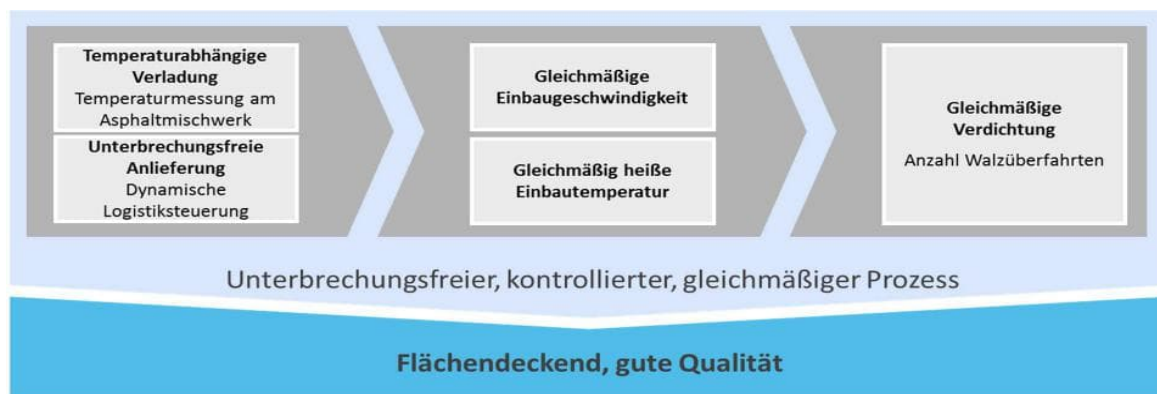 Temperaturabhängige
Verladung
Temperaturmessung am
Asphaltmischwerk
Unterbrechungsfreie
Anlieferung
Dynamische
Logistiksteuerung
Gleichmäßige
Einbaugeschwindigkeit
Gleichmäßig heiße
Einbautemperatur
Gleichmäßige
Verdichtung
Anzahl Walzüberfahrten
Unterbrechungsfreier, kontrollierter, gleichmäßiger Prozess
Flächendeckend, gute Qualität